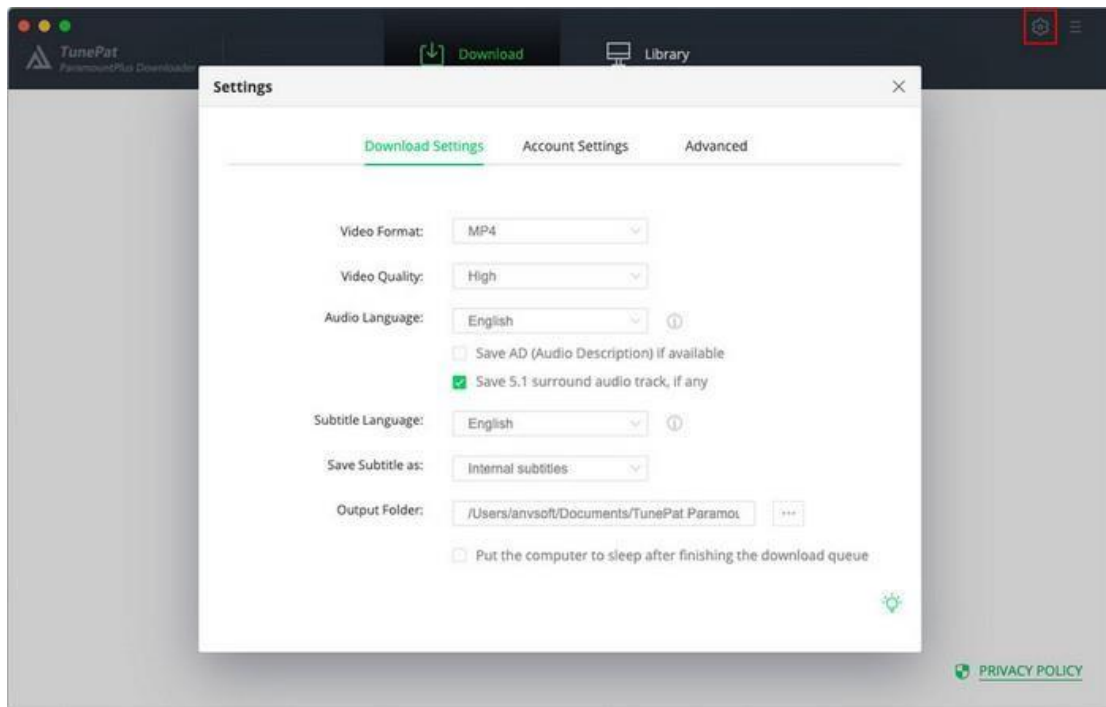 TunePat
ParamountPlus Downloader
Download
Library
Settings
Download Settings
Account Settings
Advanced
Video Format:
MP4
Video Quality:
High
Audio Language:
English
Save AD (Audio Description) if available
Save 5.1 surround audio track, if any
Subtitle Language:
English
Save Subtitle as:
Internal subtitles
Output Folder:
/Users/anvsoft/Documents/TunePat Paramou
Put the computer to sleep after finishing the download queue
PRIVACY POLICY